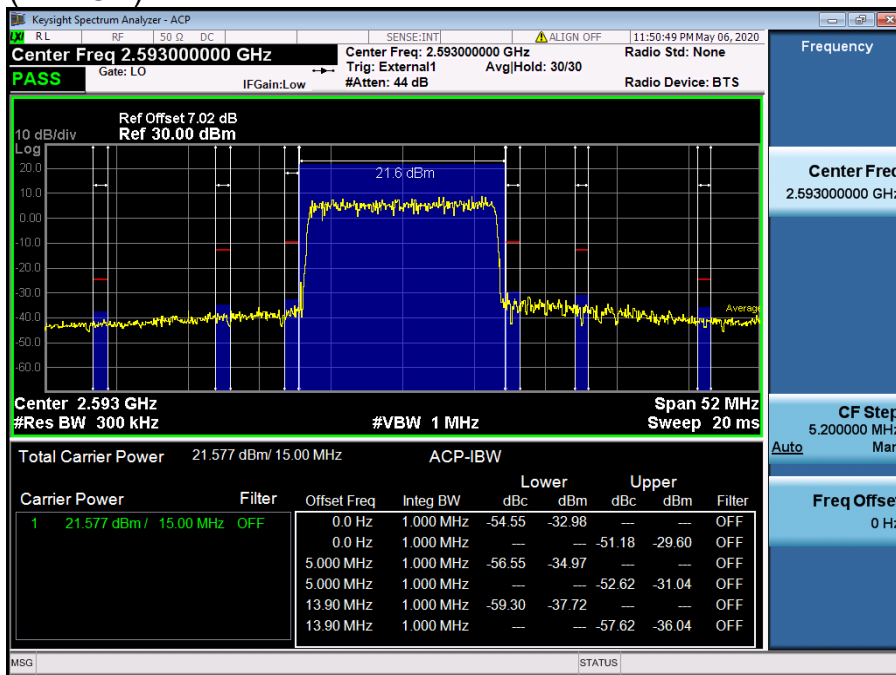 Keysight Spectrum Analyzer - ACP
RL RF 50 Ω DC SENSE:INT ALIGN OFF 11:50:49 PM May 06, 2020
Center Freq 2.593000000 GHz
Center Freq: 2.593000000 GHz Radio Std: None
PASS Gate: LO Trig: External1 Avg|Hold: 30/30
IFGain:Low #Atten: 44 dB Radio Device: BTS
Frequency
Ref Offset 7.02 dB
10 dB/div Ref 30.00 dBm
Log
20.0
10.0
0.00
-10.0
-20.0
-30.0
-40.0
-50.0
-60.0
21.6 dBm
Average
Center 2.593 GHz Span 52 MHz
#Res BW 300 kHz #VBW 1 MHz Sweep 20 ms
Center Freq
2.593000000 GHz
CF Step
5.200000 MHz
Auto Man
Freq Offset
0 Hz
Total Carrier Power 21.577 dBm/ 15.00 MHz ACP-IBW
Lower Upper
Carrier Power Filter Offset Freq Integ BW dBc dBm dBc dBm Filter
1 21.577 dBm / 15.00 MHz OFF 0.0 Hz 1.000 MHz -54.55 -32.98 --- --- OFF
0.0 Hz 1.000 MHz --- --- -51.18 -29.60 OFF
5.000 MHz 1.000 MHz -56.55 -34.97 --- --- OFF
5.000 MHz 1.000 MHz --- --- -52.62 -31.04 OFF
13.90 MHz 1.000 MHz -59.30 -37.72 --- --- OFF
13.90 MHz 1.000 MHz --- --- -57.62 -36.04 OFF
MSG STATUS